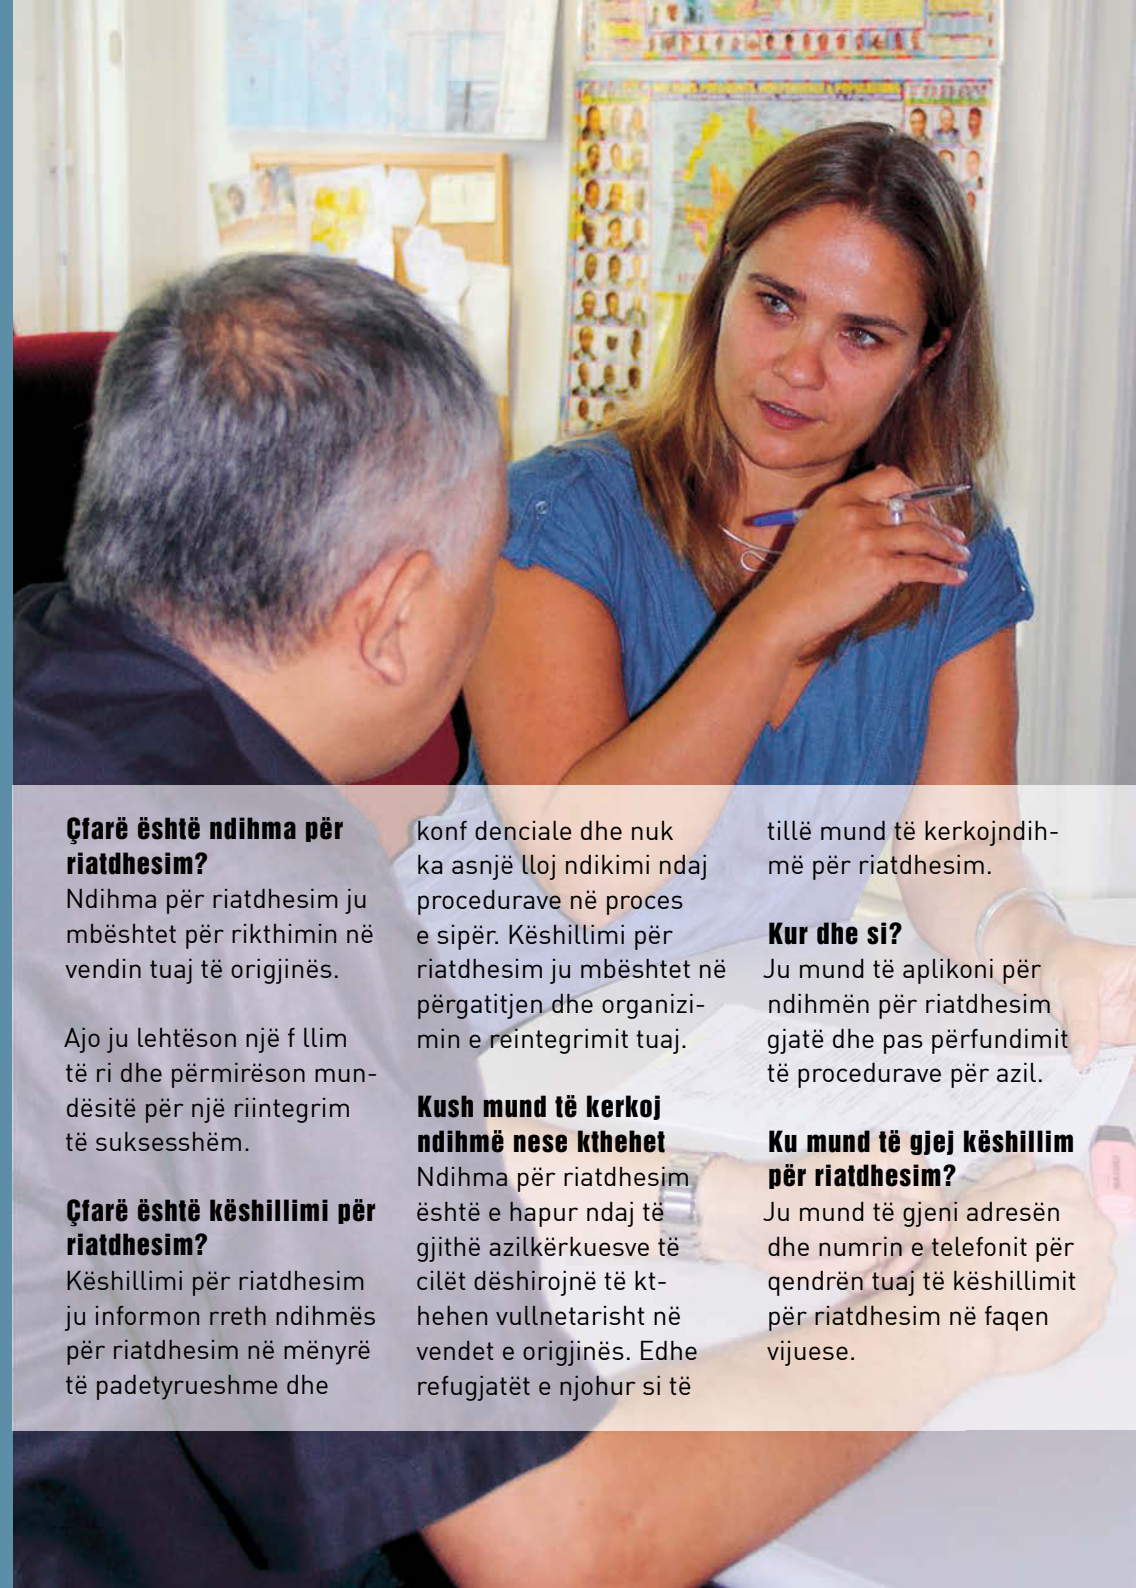 Çfarë është ndihma për
riatdhesim?
Ndihma për riatdhesim ju
mbështet për rikthimin në
vendin tuaj të origjinës.
Ajo ju lehtëson një f llim
të ri dhe përmirëson mun-
dësitë për një riintegrim
të suksesshëm.
Çfarë është këshillimi për
riatdhesim?
Këshillimi për riatdhesim
ju informon rreth ndihmës
për riatdhesim në mënyrë
të padetyrueshme dhe
konf denciale dhe nuk
ka asnjë lloj ndikimi ndaj
procedurave në proces
e sipër. Këshillimi për
riatdhesim ju mbështet në
përgatitjen dhe organizi-
min e reintegrimit tuaj.
Kush mund të kerkoj
ndihmë nese kthehet
Ndihma për riatdhesim
është e hapur ndaj të
gjithë azilkërkuesve të
cilët dëshirojnë të kt-
hehen vullnetarisht në
vendet e origjinës. Edhe
refugjatët e njohur si të
tillë mund të kerkojndih-
më për riatdhesim.
Kur dhe si?
Ju mund të aplikoni për
ndihmën për riatdhesim
gjatë dhe pas përfundimit
të procedurave për azil.
Ku mund të gjej këshillim
për riatdhesim?
Ju mund të gjeni adresën
dhe numrin e telefonit për
qendrën tuaj të këshillimit
për riatdhesim në faqen
vijuese.